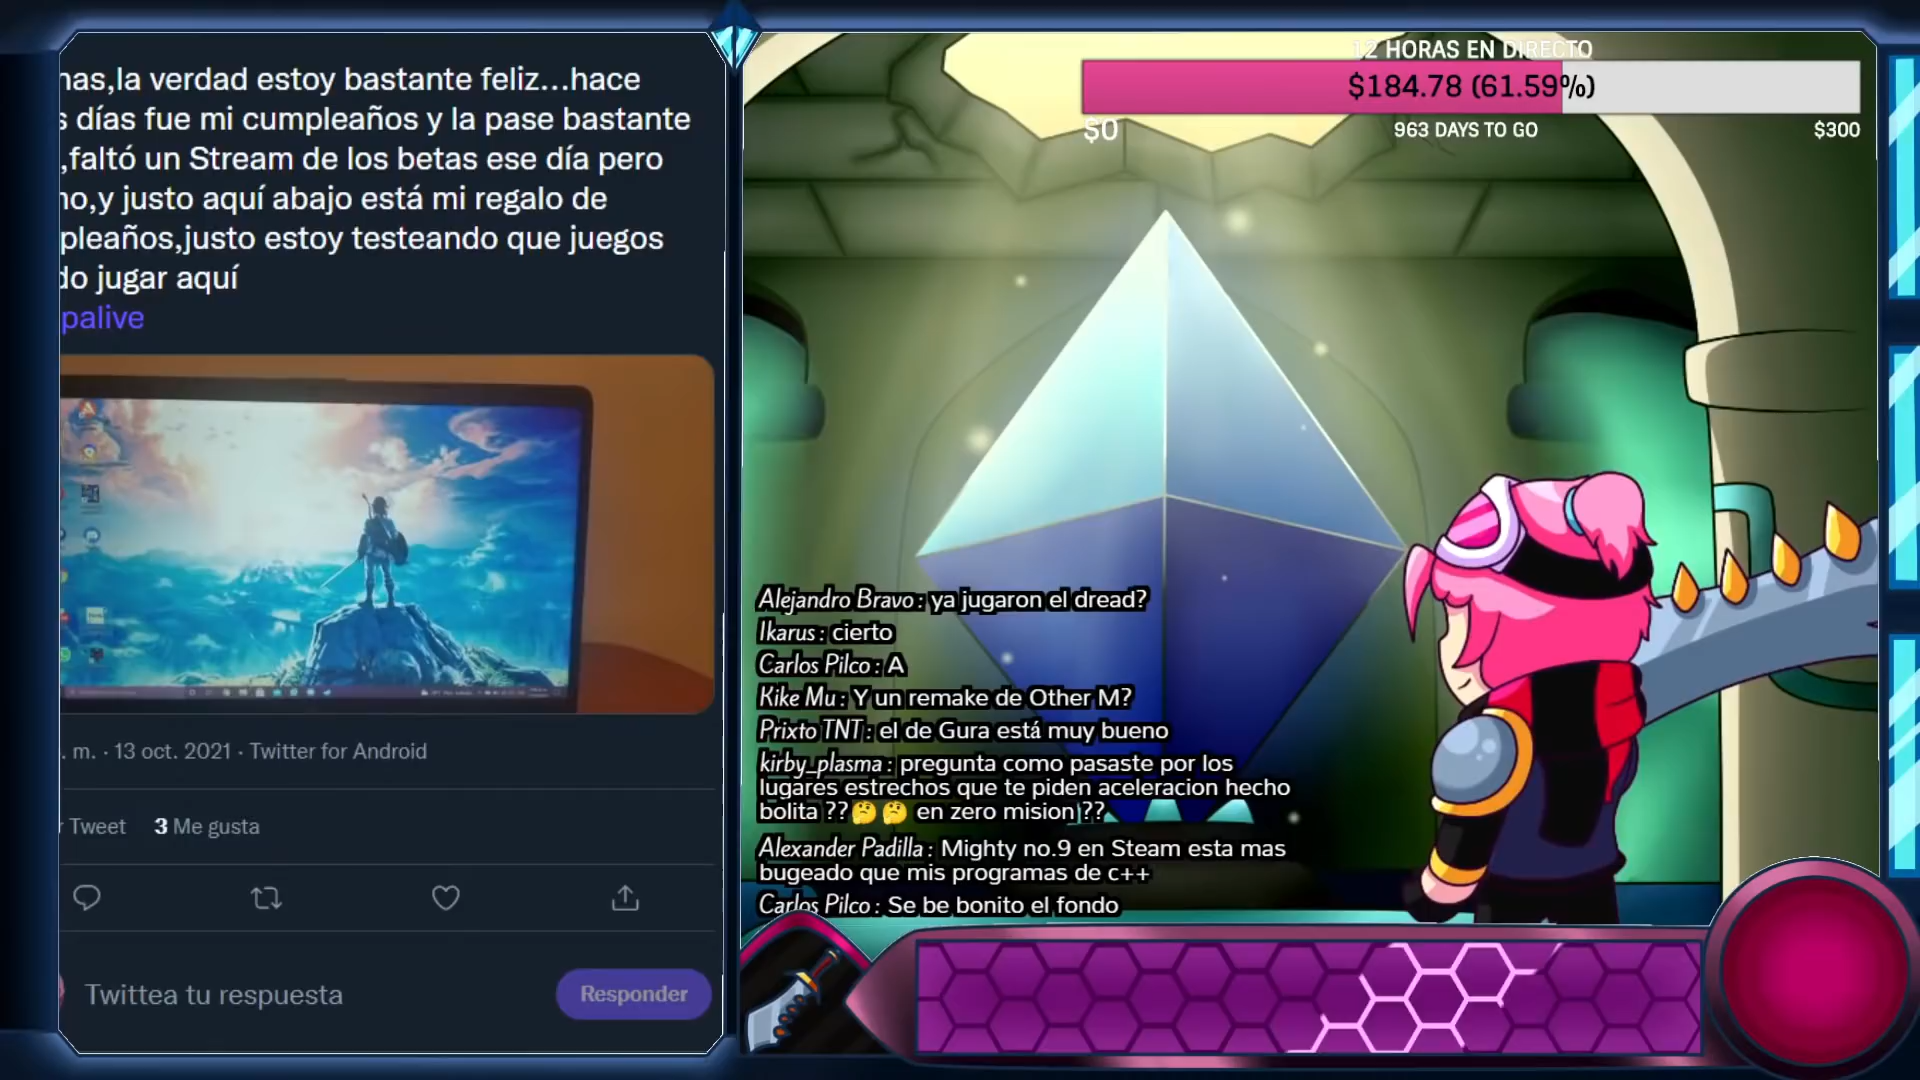 ,la verdad estoy bastante feliz...hace
días fue mi cumpleaños y la pase bastante
,faltó un Stream de los betas ese día pero
,y justo aquí abajo está mi regalo de
pleaños,justo estoy testeando que juegos
do jugar aquí
palive
. m. · 13 oct. 2021 · Twitter for Android
Tweet 3 Me gusta
Twittea tu respuesta
Responder
12 HORAS EN DIRECTO
$184.78 (61.59%)
$0
963 DAYS TO GO
$300
Alejandro Bravo : ya jugaron el dread?
Ikarus : cierto
Carlos Pilco : A
Kike Mu : Y un remake de Other M?
Prixto TNT : el de Gura está muy bueno
kirby_plasma : pregunta como pasaste por los
lugares estrechos que te piden aceleracion hecho
bolita ??🤔🤔 en zero mision ??
Alexander Padilla : Mighty no.9 en Steam esta mas
bugeado que mis programas de c++
Carlos Pilco : Se be bonito el fondo